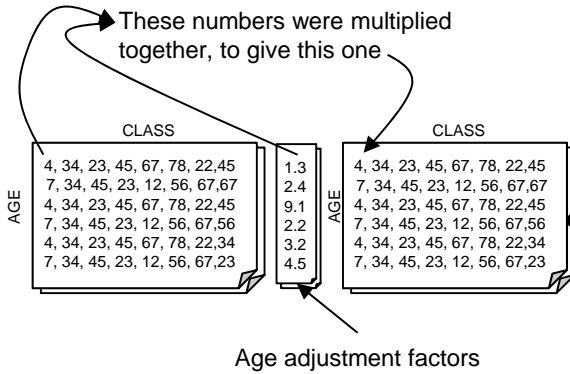 These numbers were multiplied
together, to give this one
CLASS
AGE
4, 34, 23, 45, 67, 78, 22,45
7, 34, 45, 23, 12, 56, 67,67
4, 34, 23, 45, 67, 78, 22,45
7, 34, 45, 23, 12, 56, 67,56
4, 34, 23, 45, 67, 78, 22,34
7, 34, 45, 23, 12, 56, 67,23
1.3
2.4
9.1
2.2
3.2
4.5
CLASS
AGE
4, 34, 23, 45, 67, 78, 22,45
7, 34, 45, 23, 12, 56, 67,67
4, 34, 23, 45, 67, 78, 22,45
7, 34, 45, 23, 12, 56, 67,56
4, 34, 23, 45, 67, 78, 22,34
7, 34, 45, 23, 12, 56, 67,23
Age adjustment factors